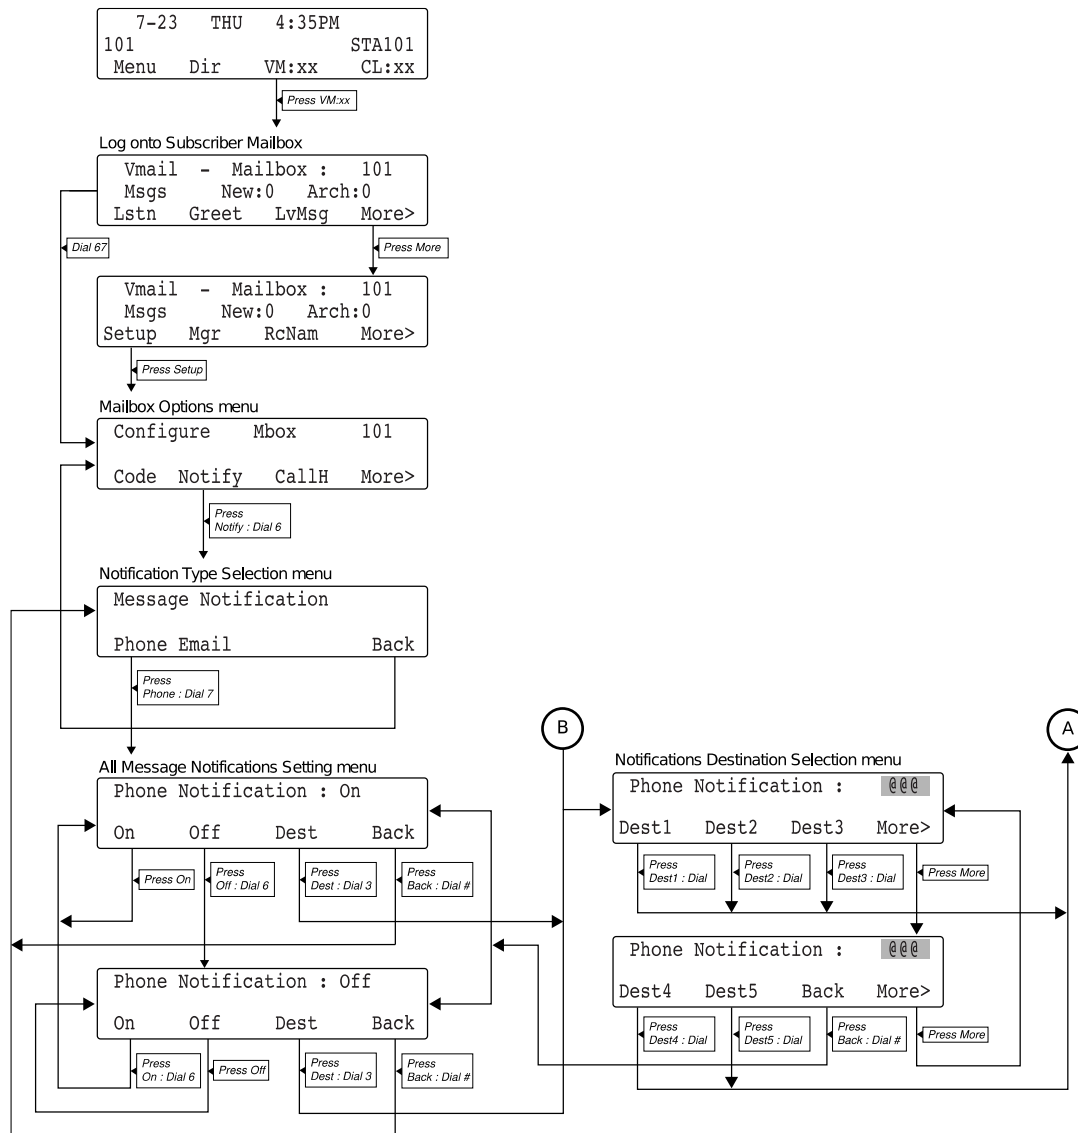 7-23 THU 4:35PM
101 STA101
Menu Dir VM:xx CL:xx
Press VM:xx
Log onto Subscriber Mailbox
Vmail - Mailbox : 101
Msgs New:0 Arch:0
Lstn Greet LvMsg More>
Dial 67
Press More
Vmail - Mailbox : 101
Msgs New:0 Arch:0
Setup Mgr RcNam More>
Press Setup
Mailbox Options menu
Configure Mbox 101
Code Notify CallH More>
Press
Notify : Dial 6
Notification Type Selection menu
Message Notification
Phone Email Back
Press
Phone : Dial 7
All Message Notifications Setting menu
Phone Notification : On
On Off Dest Back
Press On
Press
Off : Dial 6
Press
Dest : Dial 3
Press
Back : Dial #
Phone Notification : Off
On Off Dest Back
Press
On : Dial 6
Press Off
Press
Dest : Dial 3
Press
Back : Dial #
B
A
Notifications Destination Selection menu
Phone Notification : @@@
Dest1 Dest2 Dest3 More>
Press
Dest1 : Dial
Press
Dest2 : Dial
Press
Dest3 : Dial
Press More
Phone Notification : @@@
Dest4 Dest5 Back More>
Press
Dest4 : Dial
Press
Dest5 : Dial
Press
Back : Dial #
Press More